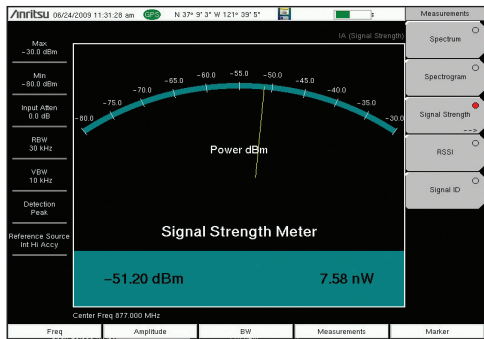 Anritsu 06/24/2009 11:31:28 am GPS N 37° 9' 3" W 121° 39' 5"
Measurements
IA (Signal Strength)
Max
-30.0 dBm
Min
-80.0 dBm
Input Atten
0.0 dB
RBW
30 kHz
VBW
10 kHz
Detection
Peak
Reference Source
Int Hi Accy
-80.0
-75.0
-70.0
-65.0
-60.0
-55.0
-50.0
-45.0
-40.0
-35.0
-30.0
Power dBm
Signal Strength Meter
-51.20 dBm
7.58 nW
Center Freq 877.000 MHz
Spectrum
Spectrogram
Signal Strength
-->
RSSI
Signal ID
Freq
Amplitude
BW
Measurements
Marker